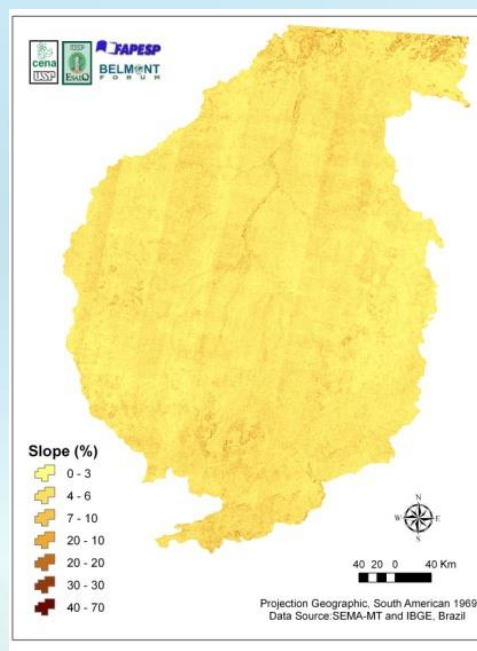 cena
USP
USP
ESALQ
FAPESP
BELMONT
FORUM
Slope (%)
0 - 3
4 - 6
7 - 10
20 - 10
20 - 20
30 - 30
40 - 70
N
W E
S
40 20 0 40 Km
Projection Geographic, South American 1969
Data Source:SEMA-MT and IBGE, Brazil